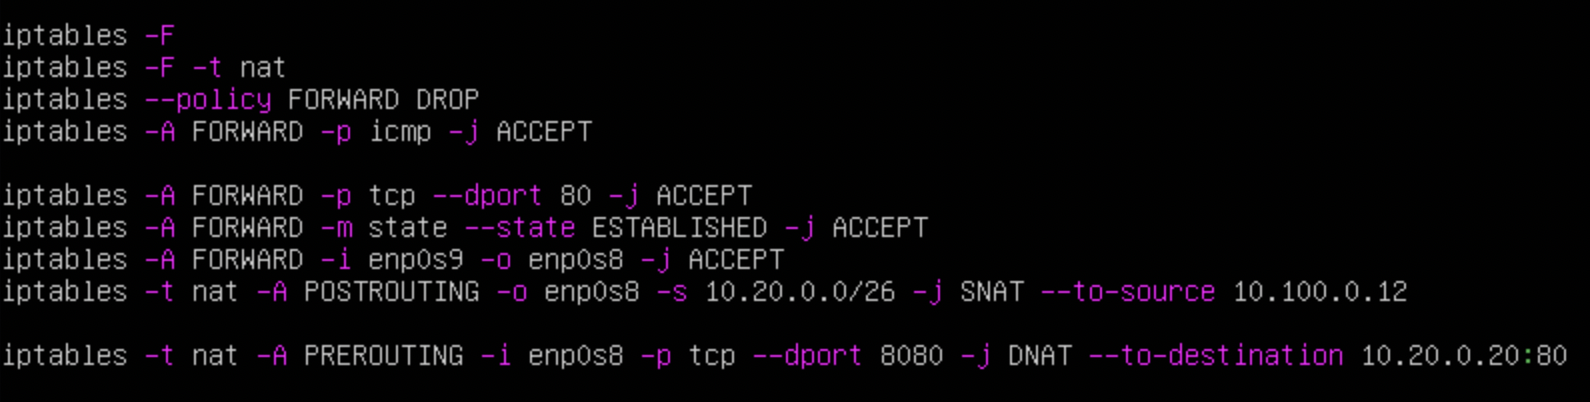 iptables -F
iptables -F -t nat
iptables --policy FORWARD DROP
iptables -A FORWARD -p icmp -j ACCEPT
iptables -A FORWARD -p tcp --dport 80 -j ACCEPT
iptables -A FORWARD -m state --state ESTABLISHED -j ACCEPT
iptables -A FORWARD -i enp0s9 -o enp0s8 -j ACCEPT
iptables -t nat -A POSTROUTING -o enp0s8 -s 10.20.0.0/26 -j SNAT --to-source 10.100.0.12
iptables -t nat -A PREROUTING -i enp0s8 -p tcp --dport 8080 -j DNAT --to-destination 10.20.0.20:80